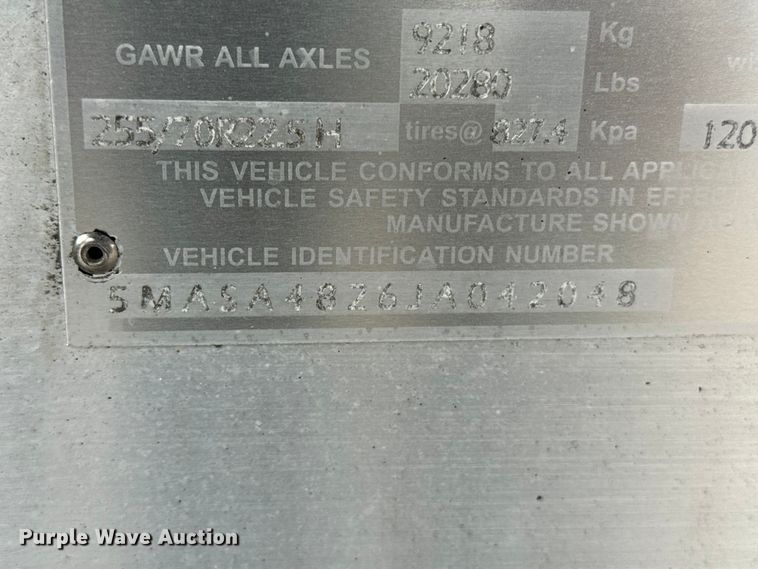 9218 Kg
GAWR ALL AXLES
20280 Lbs
255/70R22.5 H tires@ 827.4 Kpa 120
THIS VEHICLE CONFORMS TO ALL
VEHICLE SAFETY STANDARDS IN
MANUFACTURE SHOWN
VEHICLE IDENTIFICATION NUMBER
5MASA4826JA042048
Purple Wave Auction